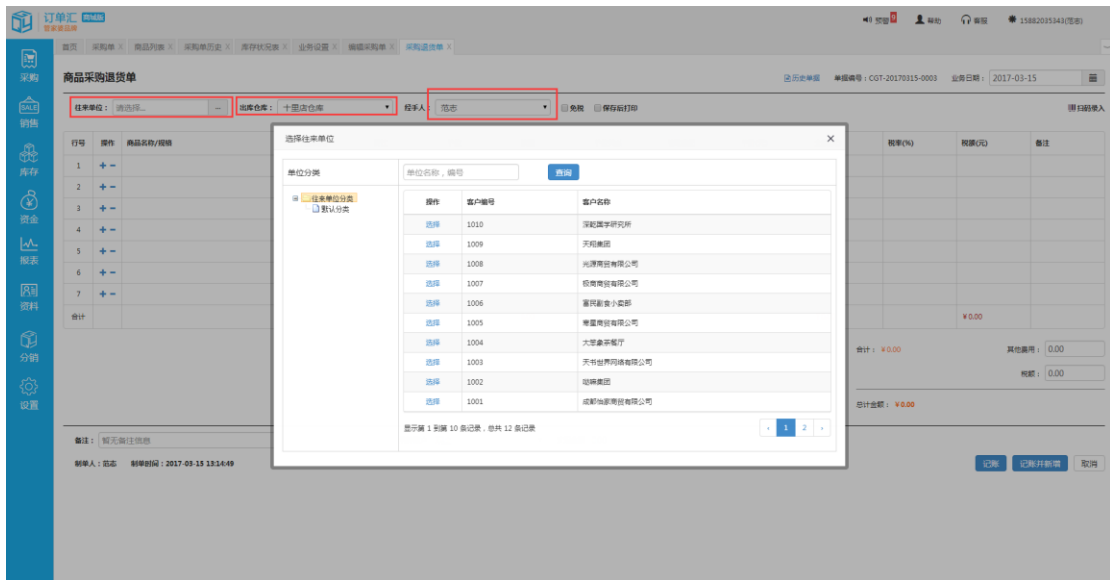 订单汇 商城版
管家婆品牌
预警 9 帮助 客服 15882035343(范志)
首页 采购单 × 商品列表 × 采购单历史 × 库存状况表 × 业务设置 × 编辑采购单 × 采购退货单 ×
采购
销售
库存
资金
报表
资料
分销
设置
商品采购退货单
历史单据 单据编号：CGT-20170315-0003 业务日期： 2017-03-15
往来单位： 请选择... ... 出库仓库： 十里店仓库 经手人： 范志 免税 保存后打印 扫码录入
行号 操作 商品名称/规格 税率(%) 税额(元) 备注
1 + −
2 + −
3 + −
4 + −
5 + −
6 + −
7 + −
合计 ￥0.00
选择往来单位 ×
单位分类 单位名称，编号 查询
往来单位分类
默认分类
操作 客户编号 客户名称
选择 1010 深屹国学研究所
选择 1009 天翔集团
选择 1008 光源商贸有限公司
选择 1007 极商商贸有限公司
选择 1006 富民副食小卖部
选择 1005 奇星商贸有限公司
选择 1004 大堂象茶餐厅
选择 1003 天书世界网络有限公司
选择 1002 集团
选择 1001 成都怡家商贸有限公司
显示第 1 到第 10 条记录，总共 12 条记录
‹ 1 2 ›
合计： ￥0.00 其他费用： 0.00
税额： 0.00
总计金额： ￥0.00
备注： 暂无备注信息
制单人：范志 制单时间：2017-03-15 13:14:49
记账 记账并新增 取消